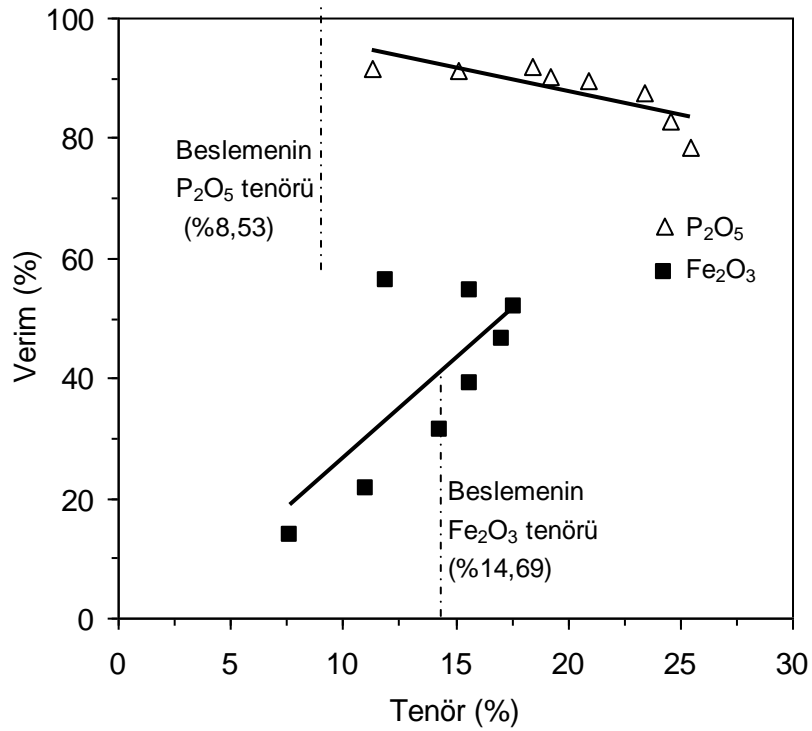 100
80
60
40
20
0
Verim (%)
Beslemenin
P₂O₅ tenörü
(%8,53)
P₂O₅
Fe₂O₃
Beslemenin
Fe₂O₃ tenörü
(%14,69)
0 5 10 15 20 25 30
Tenör (%)